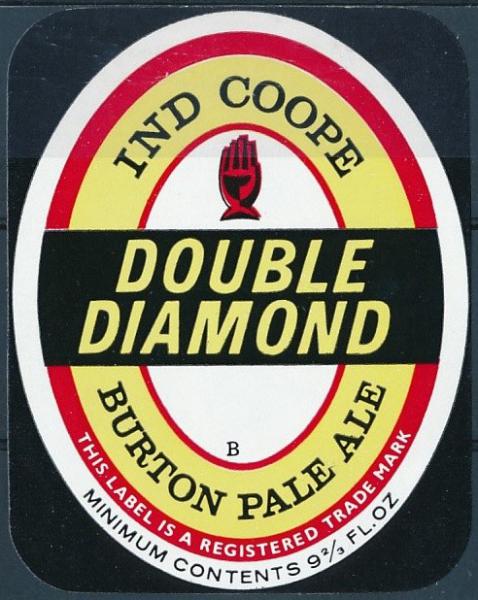 IND COOPE
DOUBLE
DIAMOND
B
BURTON PALE ALE
THIS LABEL IS A REGISTERED TRADE MARK
MINIMUM CONTENTS 9⅔ FL. OZ